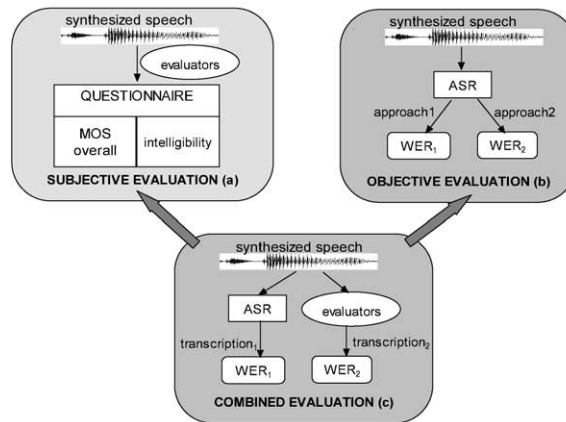 synthesized speech
evaluators
QUESTIONNAIRE
MOS overall
intelligibility
SUBJECTIVE EVALUATION (a)
synthesized speech
ASR
approach1
approach2
WER₁
WER₂
OBJECTIVE EVALUATION (b)
synthesized speech
ASR
evaluators
transcription₁
transcription₂
WER₁
WER₂
COMBINED EVALUATION (c)